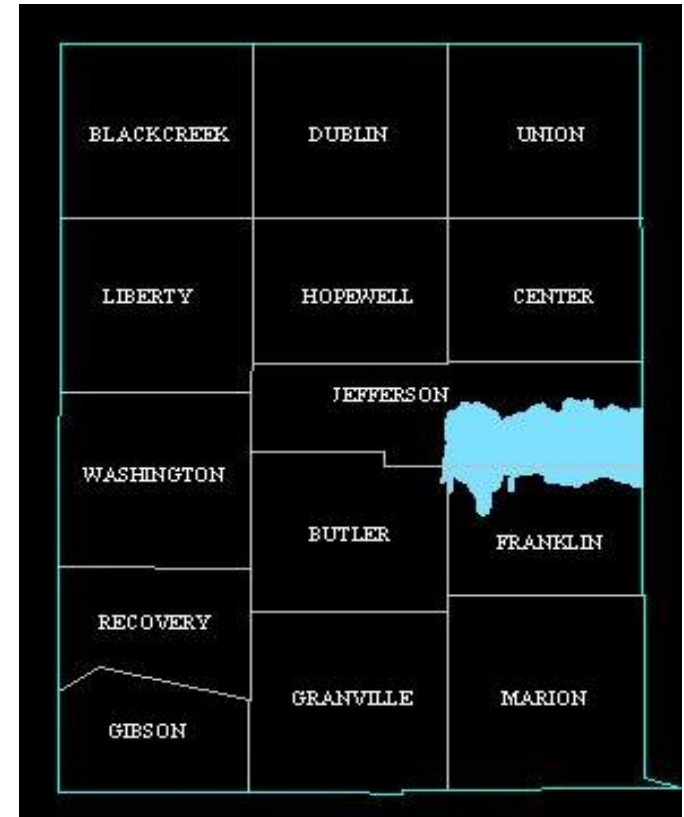 BLACKCREEK
DUBLIN
UNION
LIBERTY
HOPEWELL
CENTER
JEFFERSON
WASHINGTON
BUTLER
FRANKLIN
RECOVERY
GRANVILLE
MARION
GIBSON